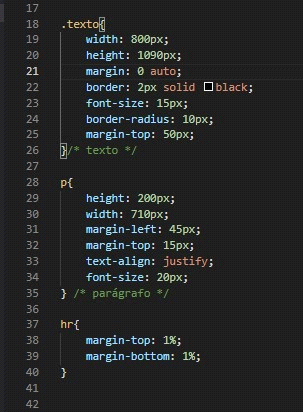 17
18 .texto{
19 width: 800px;
20 height: 1090px;
21 margin: 0 auto;
22 border: 2px solid black;
23 font-size: 15px;
24 border-radius: 10px;
25 margin-top: 50px;
26 }/* texto */
27
28 p{
29 height: 200px;
30 width: 710px;
31 margin-left: 45px;
32 margin-top: 15px;
33 text-align: justify;
34 font-size: 20px;
35 } /* parágrafo */
36
37 hr{
38 margin-top: 1%;
39 margin-bottom: 1%;
40 }
41
42